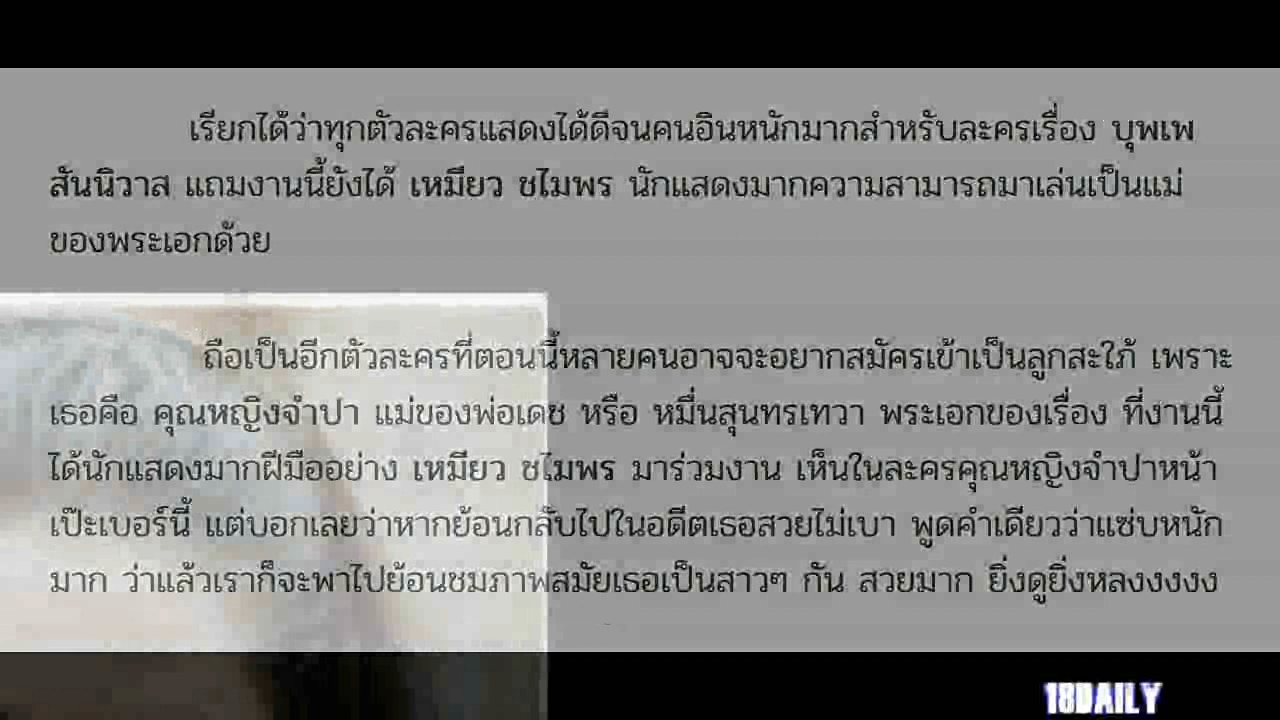 เรียกได้ว่าทุกตัวละครแสดงได้ดีจนคนอินหนักมากสำหรับละครเรื่อง บุพเพ
สันนิวาส แถมงานนี้ยังได้ เหมียว ชไมพร นักแสดงมากความสามารถมาเล่นเป็นแม่
ของพระเอกด้วย
ถือเป็นอีกตัวละครที่ตอนนี้หลายคนอาจจะอยากสมัครเข้าเป็นลูกสะใภ้ เพราะ
เธอคือ คุณหญิงจำปา แม่ของพ่อเดช หรือ หมื่นสุนทรเทวา พระเอกของเรื่อง ที่งานนี้
ได้นักแสดงมากฝีมืออย่าง เหมียว ชไมพร มาร่วมงาน เห็นในละครคุณหญิงจำปาหน้า
เป๊ะเบอร์นี้ แต่บอกเลยว่าหากย้อนกลับไปในอดีตเธอสวยไม่เบา พูดคำเดียวว่าแซ่บหนัก
มาก ว่าแล้วเราก็จะพาไปย้อนชมภาพสมัยเธอเป็นสาวๆ กัน สวยมาก ยิ่งดูยิ่งหลงงงงง
18DAILY